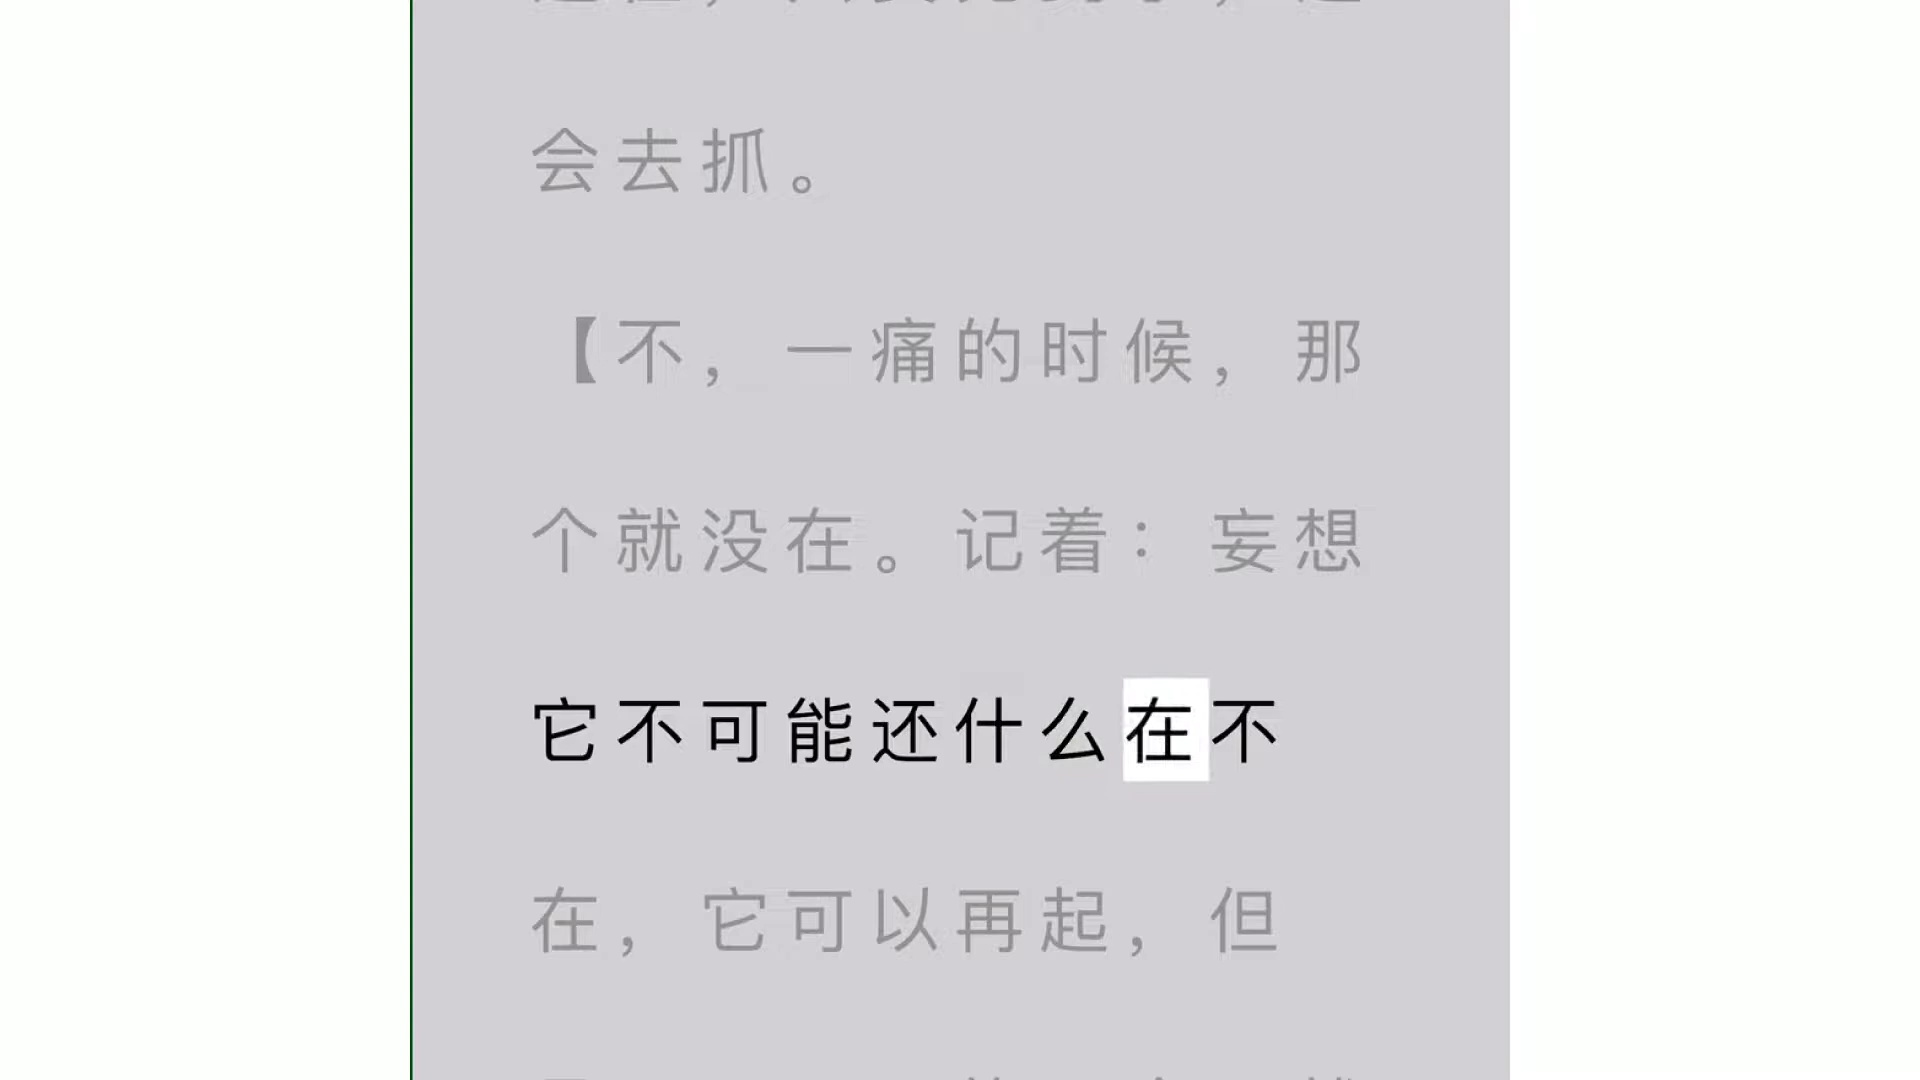 会去抓。
【不，一痛的时候，那
个就没在。记着：妄想
它不可能还什么在不
在，它可以再起，但